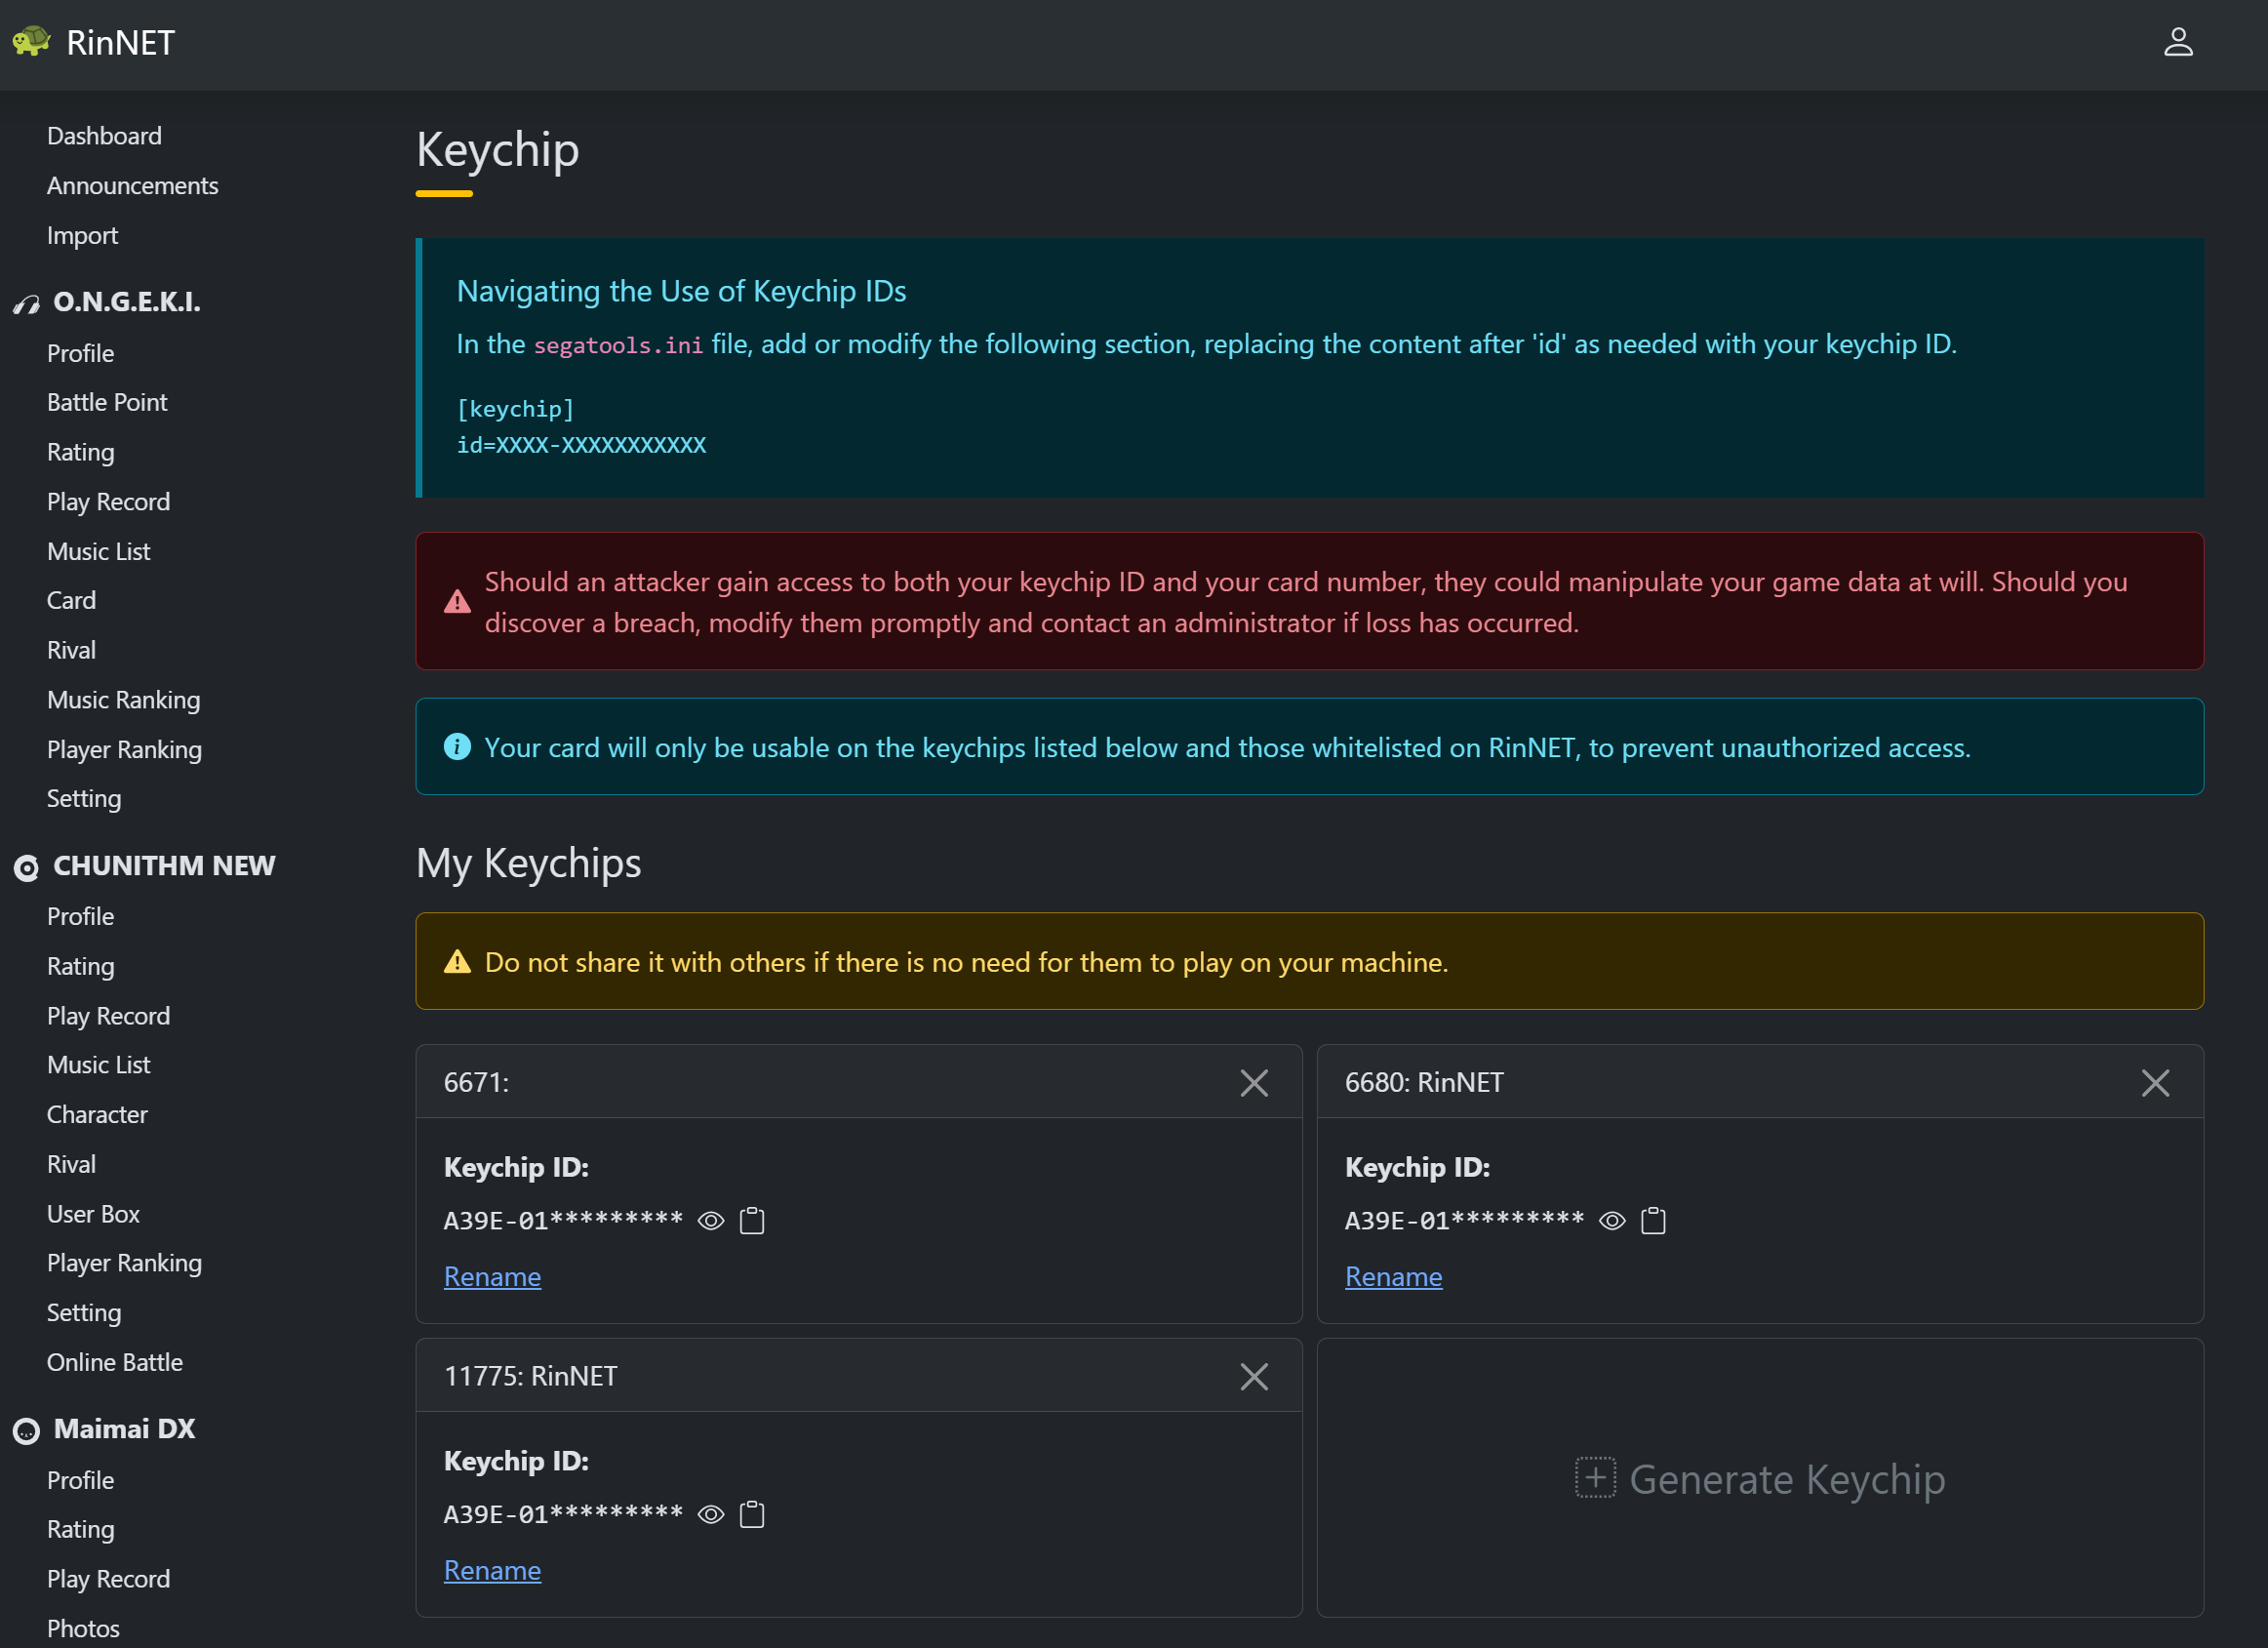 RinNET
Dashboard
Announcements
Import
O.N.G.E.K.I.
Profile
Battle Point
Rating
Play Record
Music List
Card
Rival
Music Ranking
Player Ranking
Setting
CHUNITHM NEW
Profile
Rating
Play Record
Music List
Character
Rival
User Box
Player Ranking
Setting
Online Battle
Maimai DX
Profile
Rating
Play Record
Photos
Keychip
Navigating the Use of Keychip IDs
In the segatools.ini file, add or modify the following section, replacing the content after 'id' as needed with your keychip ID.
[keychip]
id=XXXX-XXXXXXXXXXX
Should an attacker gain access to both your keychip ID and your card number, they could manipulate your game data at will. Should you
discover a breach, modify them promptly and contact an administrator if loss has occurred.
Your card will only be usable on the keychips listed below and those whitelisted on RinNET, to prevent unauthorized access.
My Keychips
Do not share it with others if there is no need for them to play on your machine.
6671:
Keychip ID:
A39E-01*********
Rename
6680: RinNET
Keychip ID:
A39E-01*********
Rename
11775: RinNET
Keychip ID:
A39E-01*********
Rename
Generate Keychip